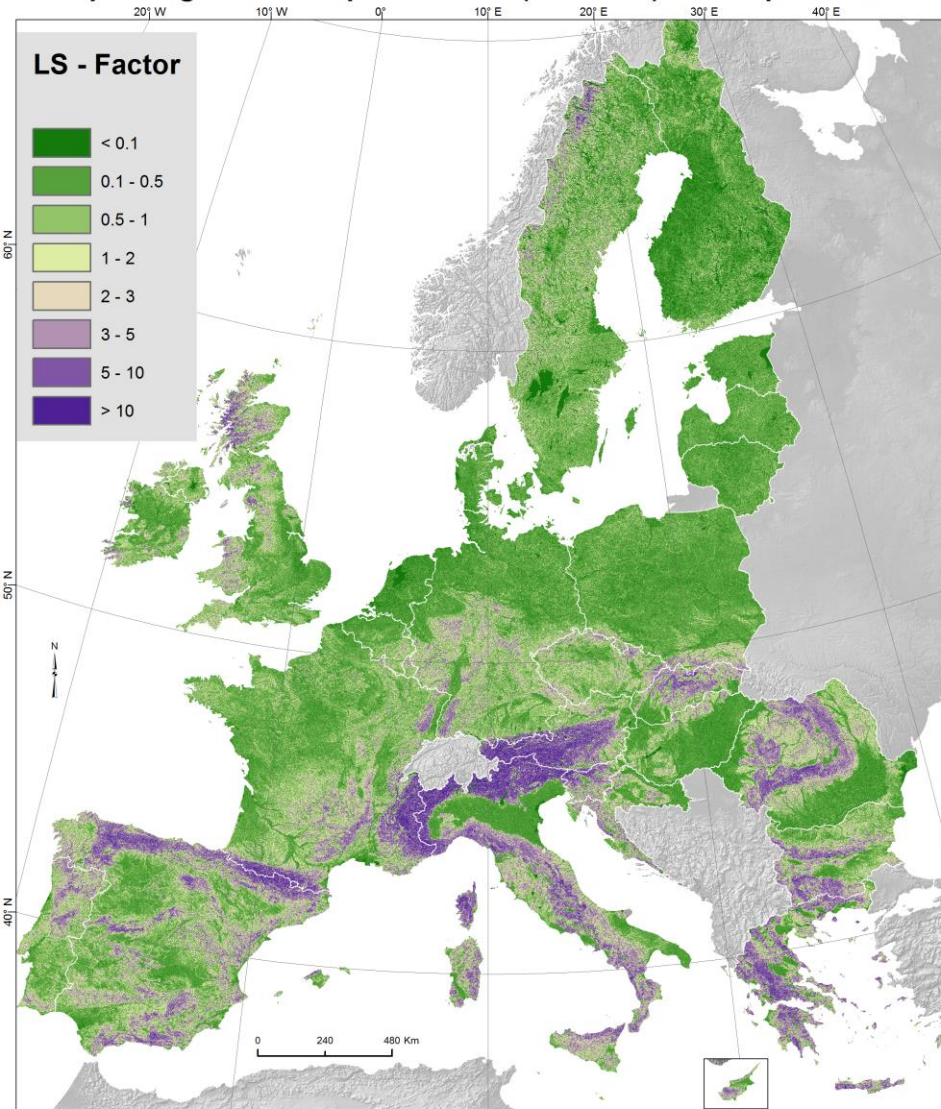 20° W 10° W 0° 10° E 20° E 30° E 40° E
LS - Factor
< 0.1
0.1 - 0.5
0.5 - 1
1 - 2
2 - 3
3 - 5
5 - 10
> 10
60° N
50° N
N
40° N
0 240 480 Km